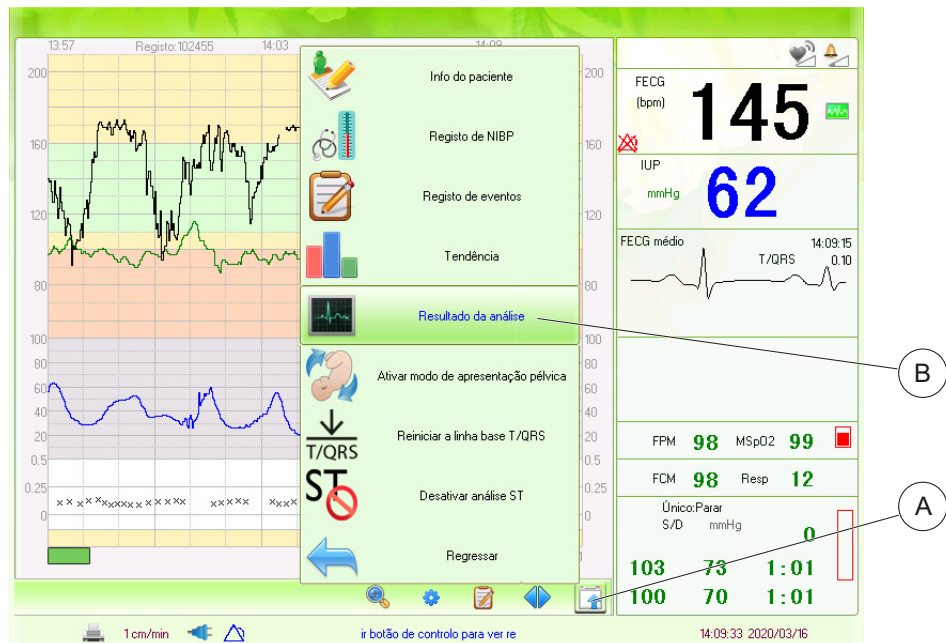 13:57 Registo:102455 14:03 14:09
200
160
120
80
100
80
60
40
20
0.5
0.25
0
Info do paciente
Registo de NIBP
Registo de eventos
Tendência
Resultado da análise
Ativar modo de apresentação pélvica
T/QRS
Reiniciar a linha base T/QRS
ST
Desativar análise ST
Regressar
200
160
120
80
100
80
60
40
20
0.5
0.25
0
FECG
(bpm)
145
IUP
mmHg
62
FECG médio 14:09:15
T/QRS 0.10
FPM 98 MSpO2 99
FCM 98 Resp 12
Único:Parar
S/D mmHg 0
103 73 1:01
100 70 1:01
B
A
1cm/min
ir botão de controlo para ver re
14:09:33 2020/03/16